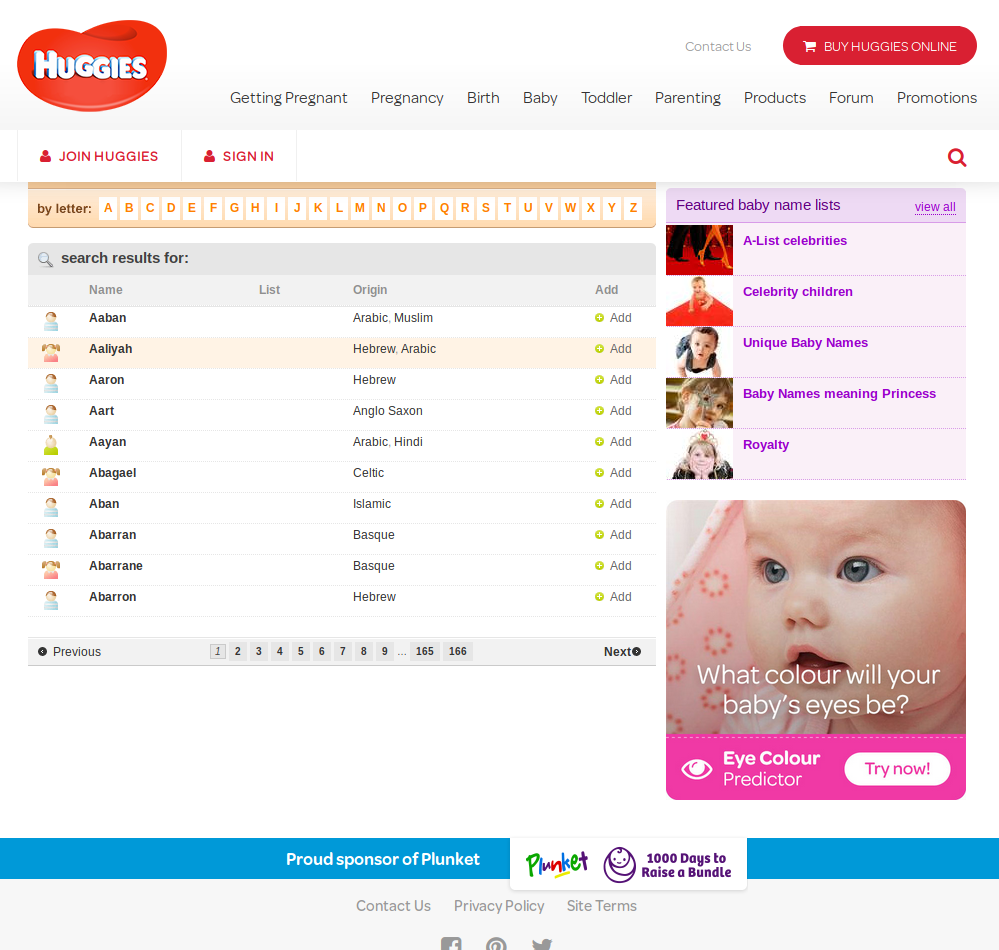 HUGGIES
Contact Us
BUY HUGGIES ONLINE
Getting Pregnant Pregnancy Birth Baby Toddler Parenting Products Forum Promotions
JOIN HUGGIES SIGN IN
by letter: A B C D E F G H I J K L M N O P Q R S T U V W X Y Z
search results for:
Name List Origin Add
Aaban Arabic, Muslim Add
Aaliyah Hebrew, Arabic Add
Aaron Hebrew Add
Aart Anglo Saxon Add
Aayan Arabic, Hindi Add
Abagael Celtic Add
Aban Islamic Add
Abarran Basque Add
Abarrane Basque Add
Abarron Hebrew Add
Previous 1 2 3 4 5 6 7 8 9 ... 165 166 Next
Featured baby name lists view all
A-List celebrities
Celebrity children
Unique Baby Names
Baby Names meaning Princess
Royalty
What colour will your
baby's eyes be?
Eye Colour
Predictor
Try now!
Proud sponsor of Plunket
Plunket
1000 Days to
Raise a Bundle
Contact Us Privacy Policy Site Terms